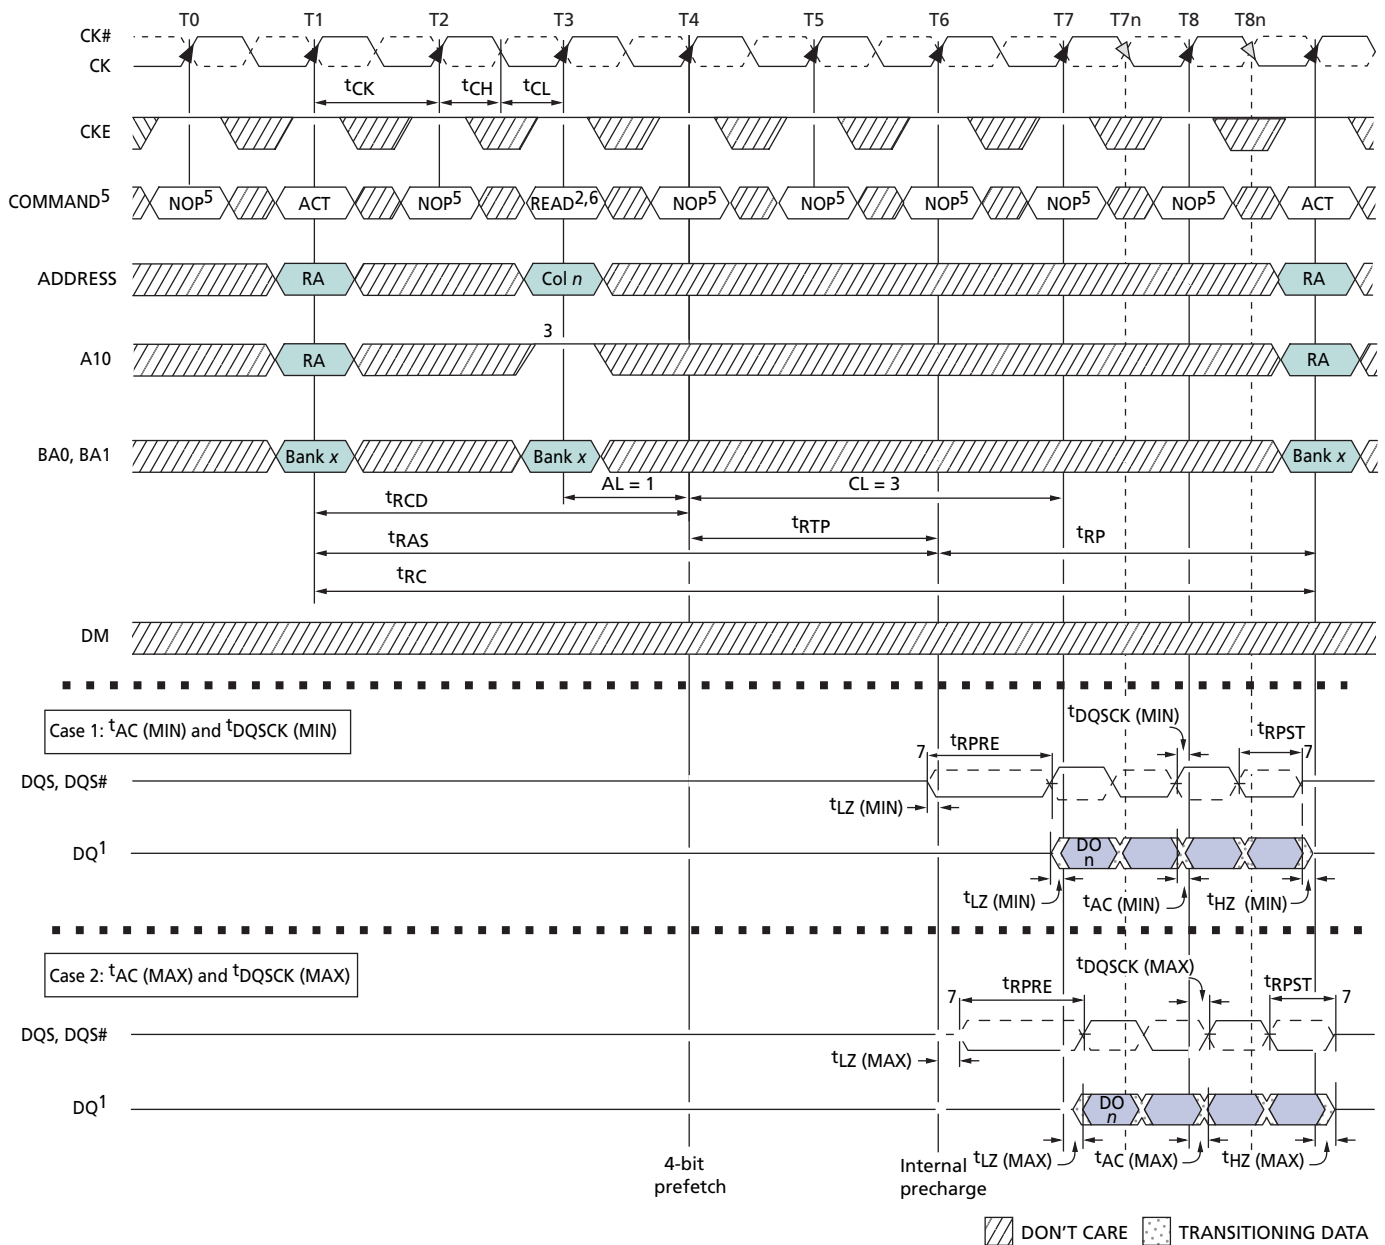 T0 T1 T2 T3 T4 T5 T6 T7 T7n T8 T8n
CK#
CK
tCK tCH tCL
CKE
COMMAND5 NOP5 ACT NOP5 READ2,6 NOP5 NOP5 NOP5 NOP5 NOP5 ACT
ADDRESS RA Col n RA
3
A10 RA RA
BA0, BA1 Bank x Bank x Bank x
AL = 1 CL = 3
tRCD
tRTP
tRAS tRP
tRC
DM
Case 1: tAC (MIN) and tDQSCK (MIN)
tDQSCK (MIN)
7 tRPRE tRPST 7
DQS, DQS#
tLZ (MIN)
DQ1 DO
n
tLZ (MIN) tAC (MIN) tHZ (MIN)
Case 2: tAC (MAX) and tDQSCK (MAX)
tDQSCK (MAX)
7 tRPRE tRPST 7
DQS, DQS#
tLZ (MAX)
DQ1 DO
n
tLZ (MAX) tAC (MAX) tHZ (MAX)
4-bit
prefetch
Internal
precharge
DON'T CARE TRANSITIONING DATA